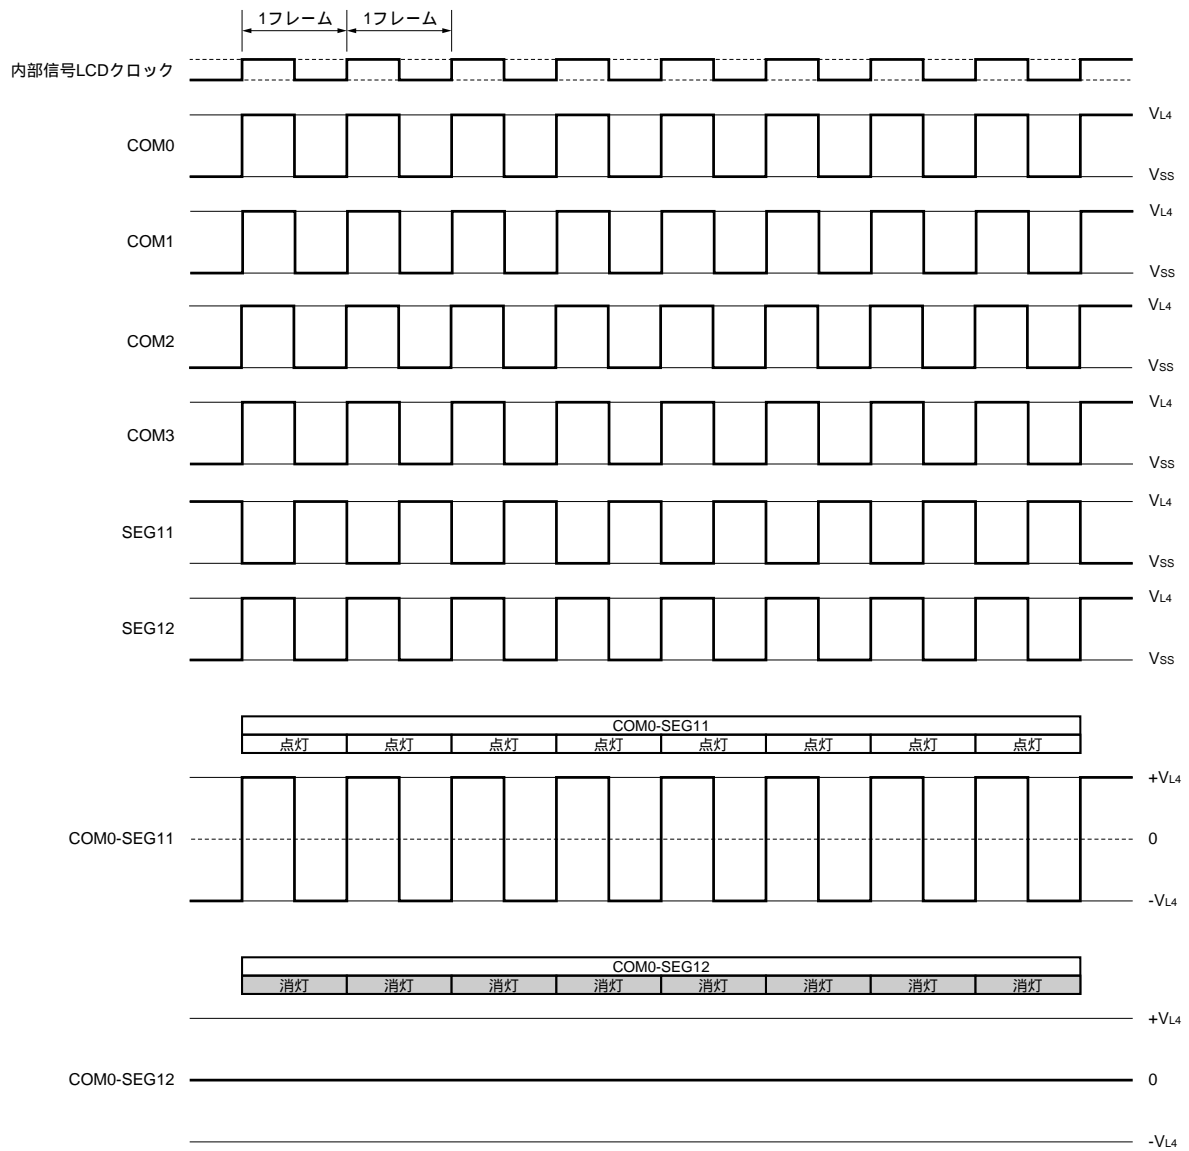 1フレーム 1フレーム
内部信号LCDクロック
VL4
COM0
VSS
VL4
COM1
VSS
VL4
COM2
VSS
VL4
COM3
VSS
VL4
SEG11
VSS
VL4
SEG12
VSS
COM0-SEG11
点灯 点灯 点灯 点灯 点灯 点灯 点灯 点灯
+VL4
COM0-SEG11 0
-VL4
COM0-SEG12
消灯 消灯 消灯 消灯 消灯 消灯 消灯 消灯
+VL4
COM0-SEG12 0
-VL4